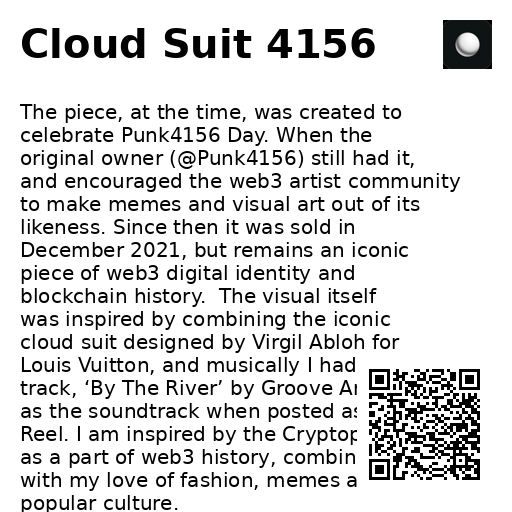 Cloud Suit 4156
The piece, at the time, was created to
celebrate Punk4156 Day. When the
original owner (@Punk4156) still had it,
and encouraged the web3 artist community
to make memes and visual art out of its
likeness. Since then it was sold in
December 2021, but remains an iconic
piece of web3 digital identity and
blockchain history.  The visual itself
was inspired by combining the iconic
cloud suit designed by Virgil Abloh for
Louis Vuitton, and musically I had
track, ‘By The River’ by Groove
as the soundtrack when posted
Reel. I am inspired by the
as a part of web3 history,
with my love of fashion, memes
popular culture.